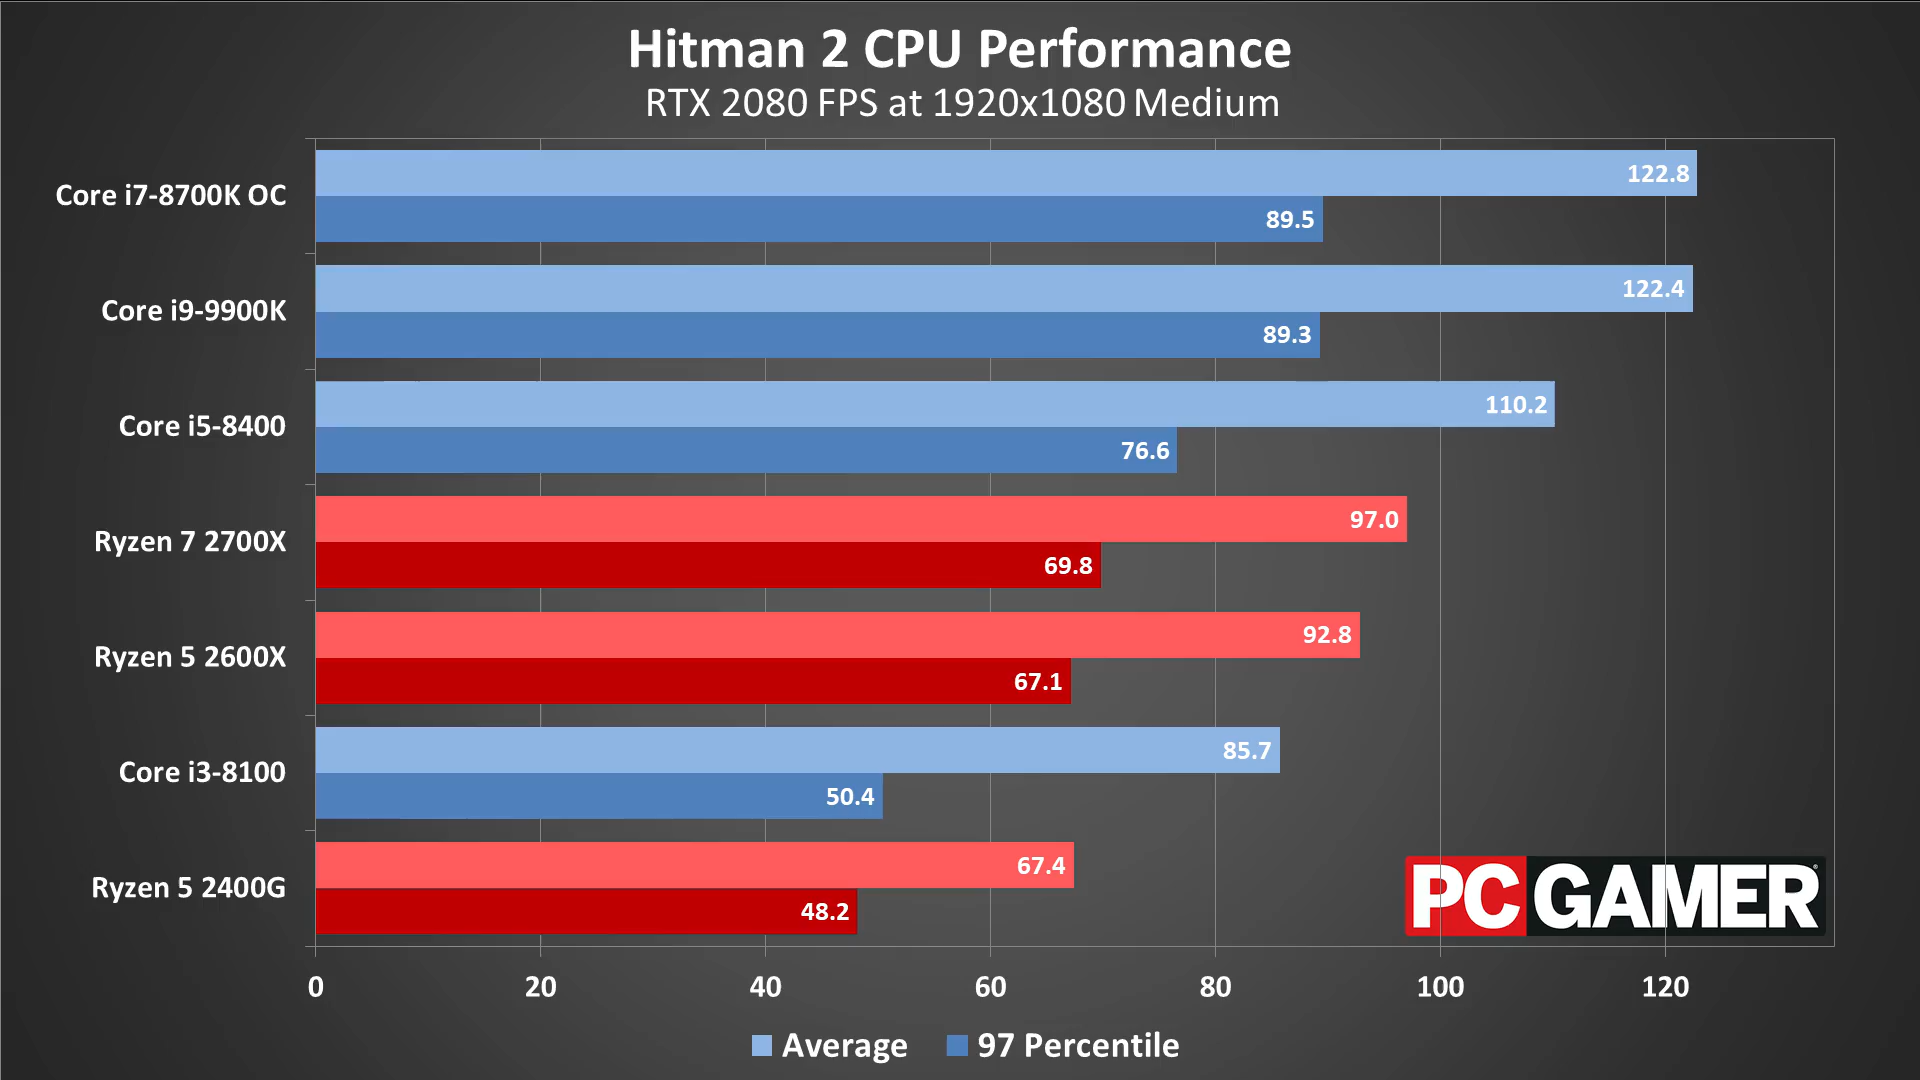 Hitman 2 CPU Performance
RTX 2080 FPS at 1920x1080 Medium
Core i7-8700K OC
122.8
89.5
Core i9-9900K
122.4
89.3
Core i5-8400
110.2
76.6
Ryzen 7 2700X
97.0
69.8
Ryzen 5 2600X
92.8
67.1
Core i3-8100
85.7
50.4
Ryzen 5 2400G
67.4
48.2
PC GAMER
0 20 40 60 80 100 120
Average 97 Percentile